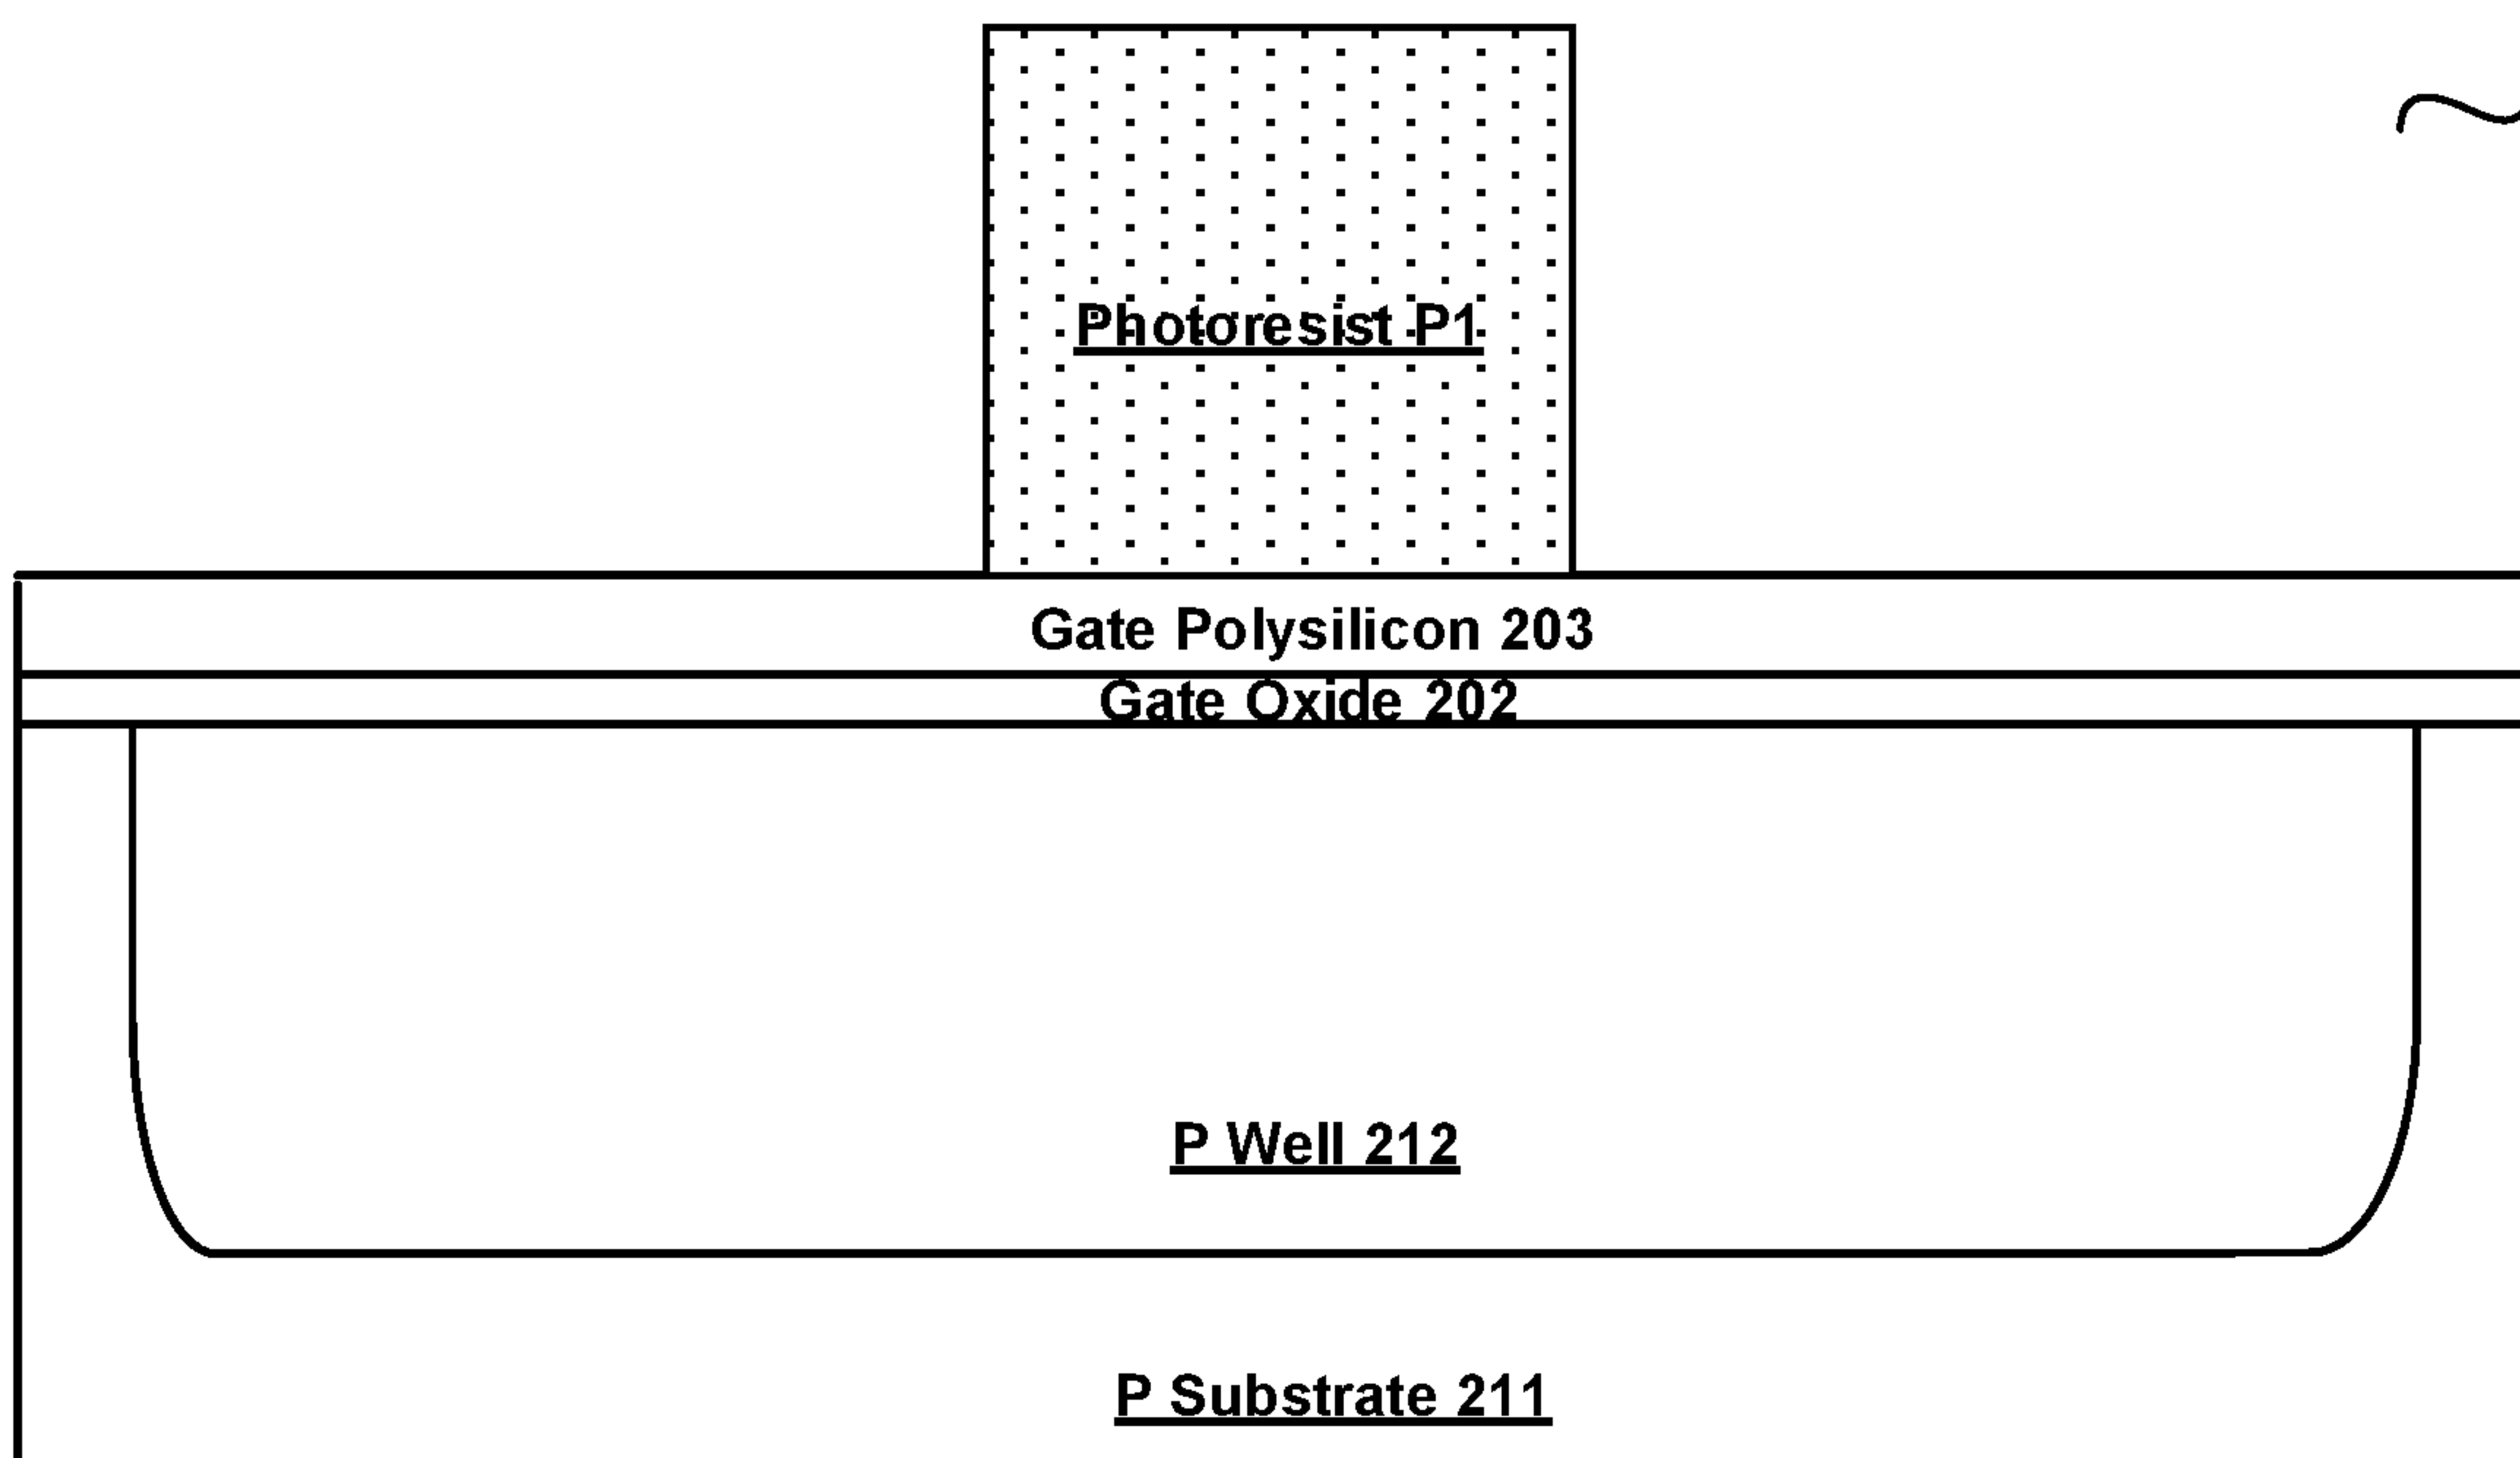 Photoresist P1
Gate Polysilicon 203
Gate Oxide 202
P Well 212
P Substrate 211